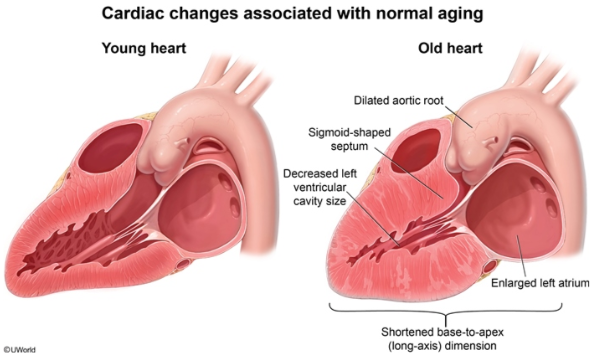 Cardiac changes associated with normal aging
Young heart
Old heart
Dilated aortic root
Sigmoid-shaped
septum
Decreased left
ventricular
cavity size
Enlarged left atrium
Shortened base-to-apex
(long-axis) dimension
©UWorld